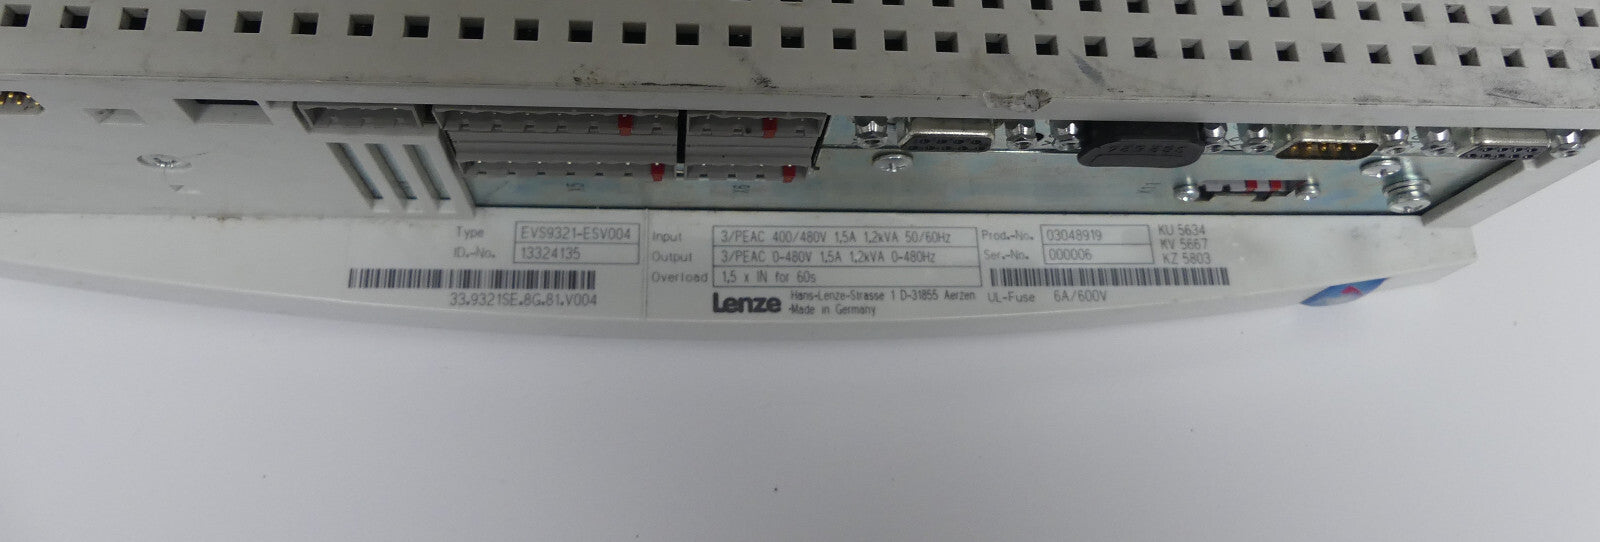 X5
X6
Type EVS9321-ESV004
ID.-No. 13324135
33.9321SE.8G.81.V004
Input 3/PEAC 400/480V 1,5A 1,2kVA 50/60Hz
Output 3/PEAC 0-480V 1,5A 1,2kVA 0-480Hz
Overload 1,5 x IN for 60s
Lenze Hans-Lenze-Strasse 1 D-31855 Aerzen
Made in Germany
Prod.-No. 03048919
Ser.-No. 000006
KU 5634
KV 5667
KZ 5803
UL-Fuse 6A/600V